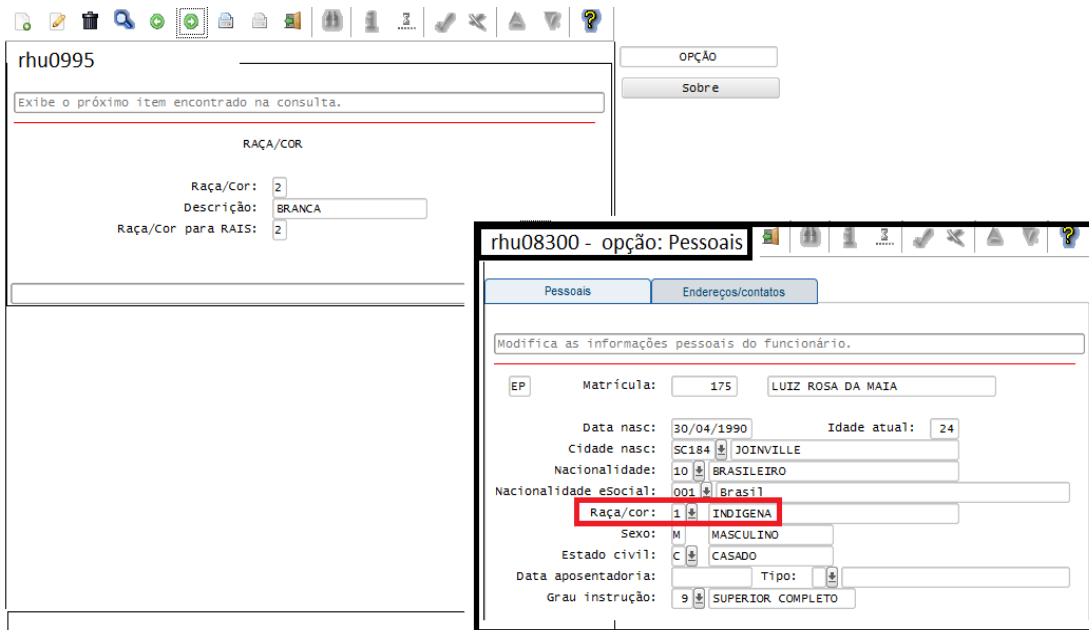 rhu0995
OPÇÃO
Sobre
Exibe o próximo item encontrado na consulta.
RAÇA/COR
Raça/Cor: 2
Descrição: BRANCA
Raça/Cor para RAIS: 2
rhu08300 - opção: Pessoais
Pessoais Endereços/contatos
Modifica as informações pessoais do funcionário.
EP Matrícula: 175 LUIZ ROSA DA MAIA
Data nasc: 30/04/1990 Idade atual: 24
Cidade nasc: SC184 JOINVILLE
Nacionalidade: 10 BRASILEIRO
Nacionalidade eSocial: 001 Brasil
Raça/cor: 1 INDIGENA
Sexo: M MASCULINO
Estado civil: C CASADO
Data aposentadoria: Tipo:
Grau instrução: 9 SUPERIOR COMPLETO